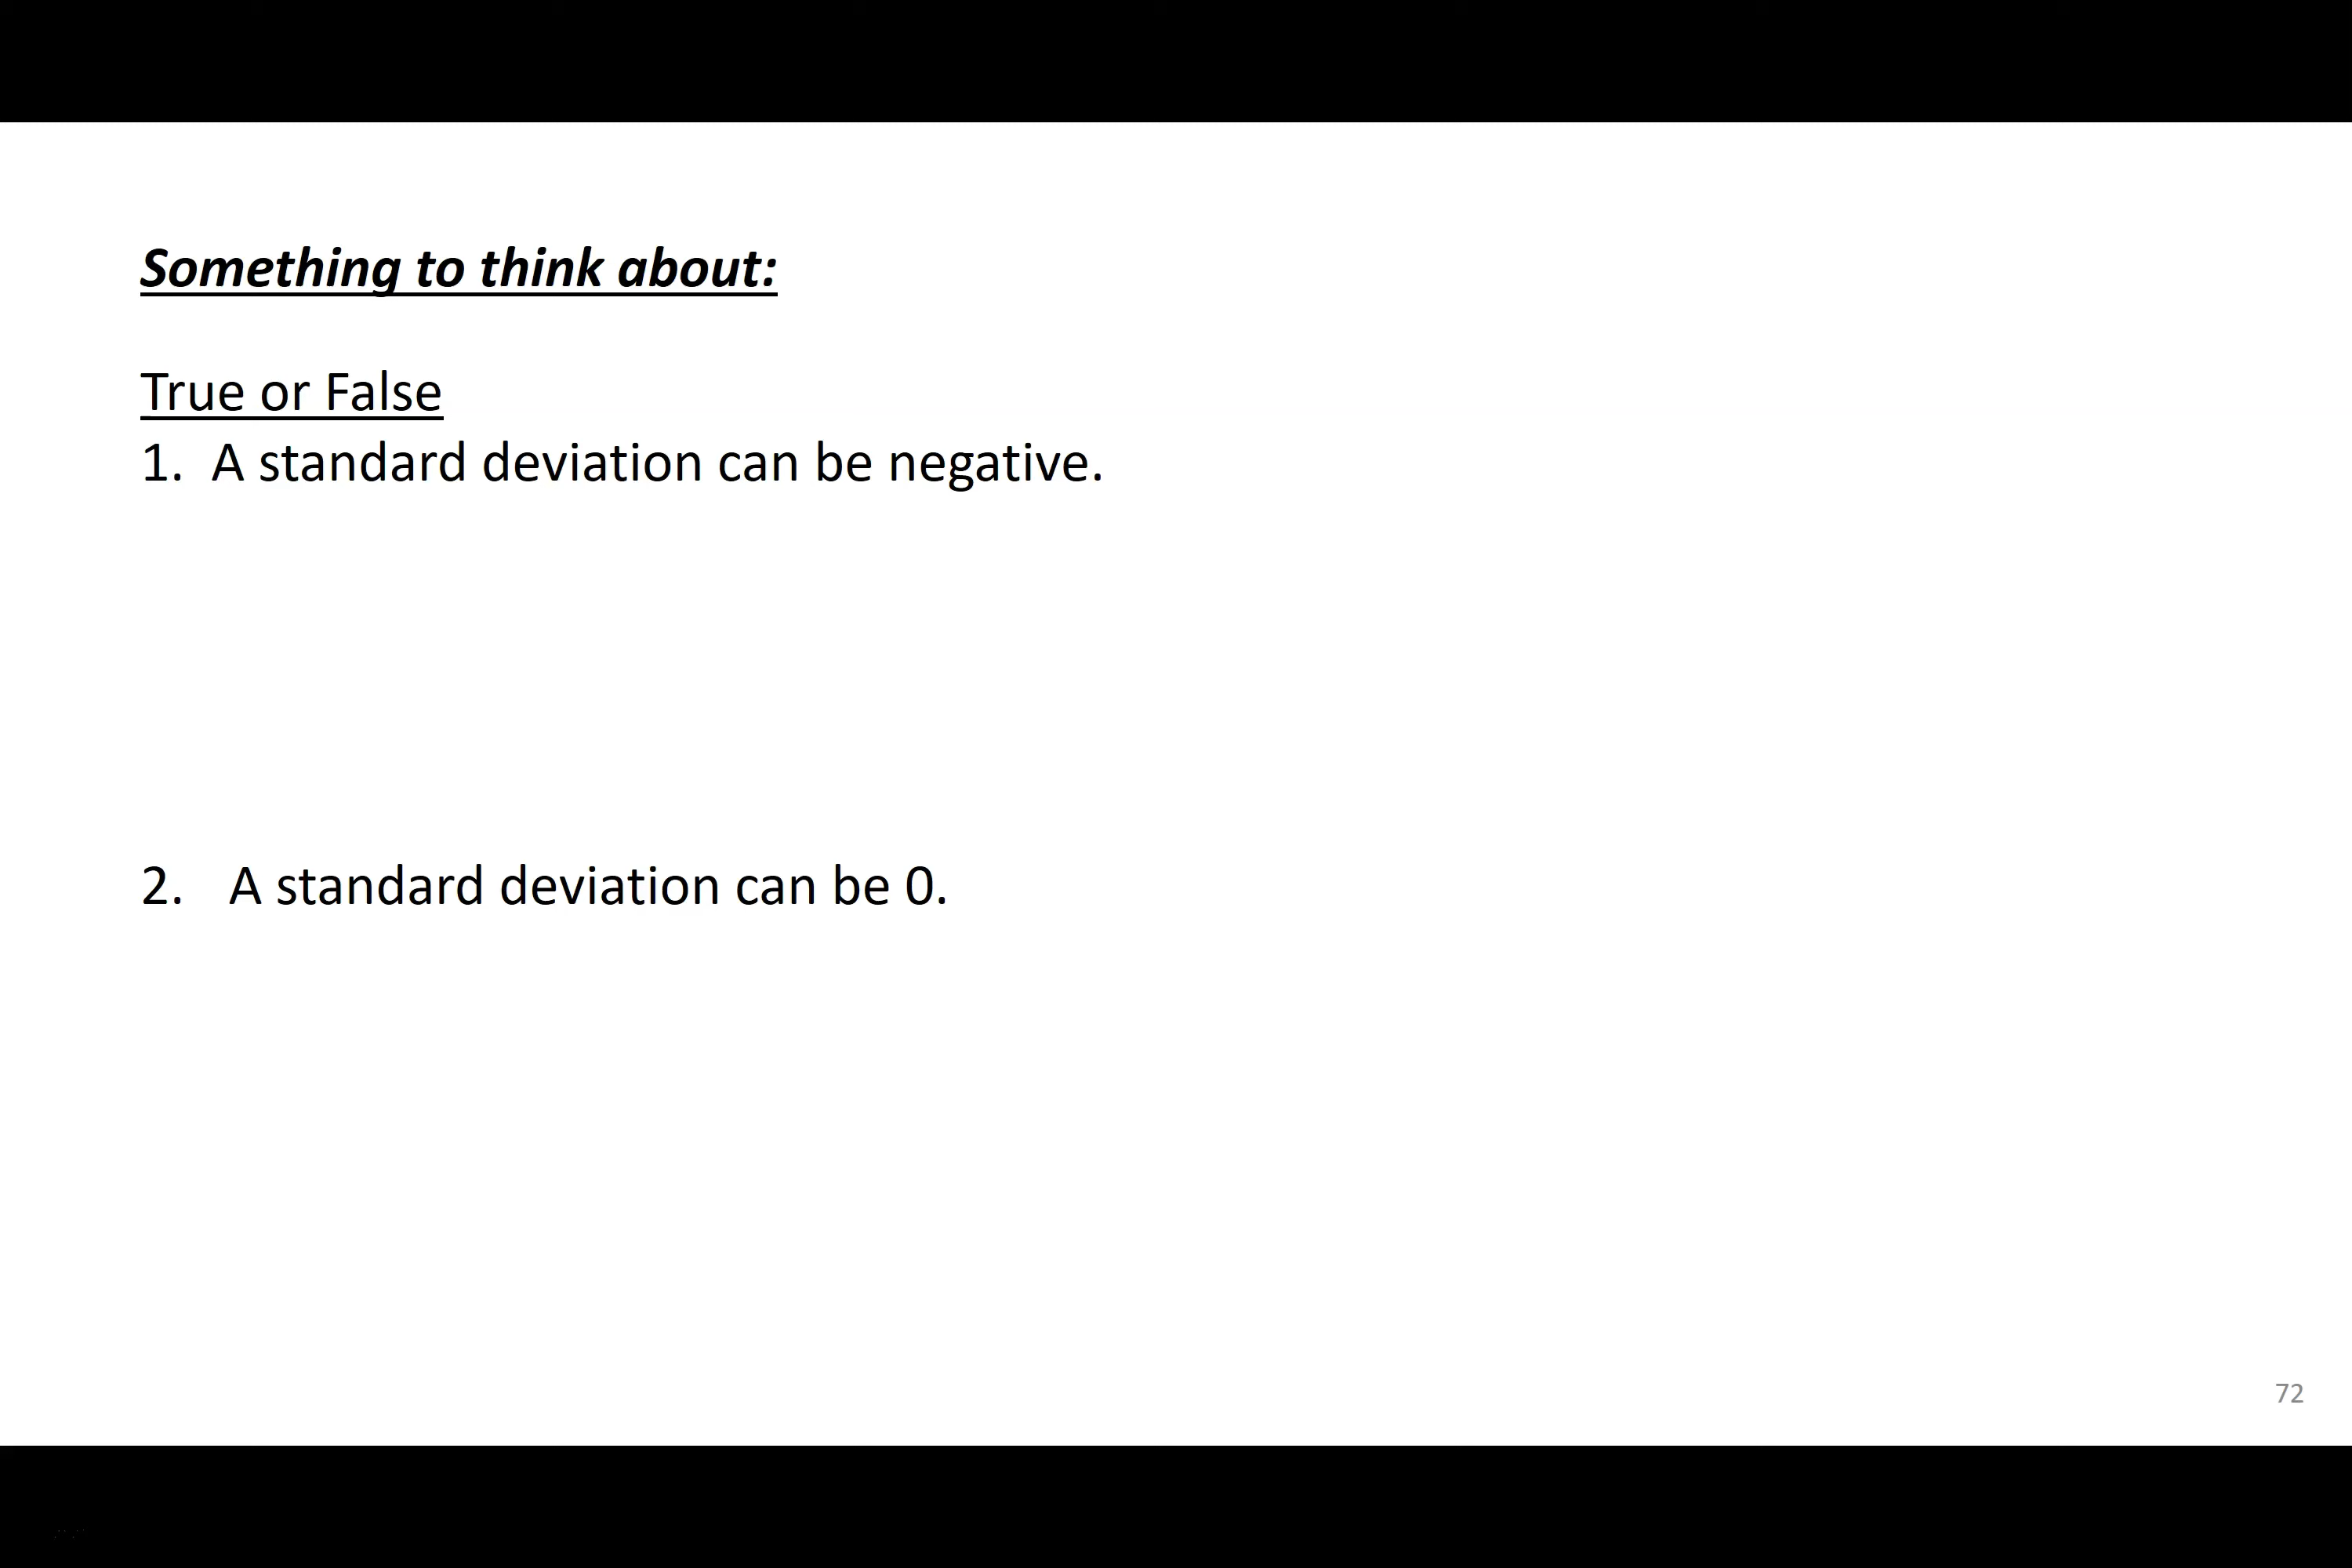 Something to think about:
True or False
1. A standard deviation can be negative.
2. A standard deviation can be 0.
72